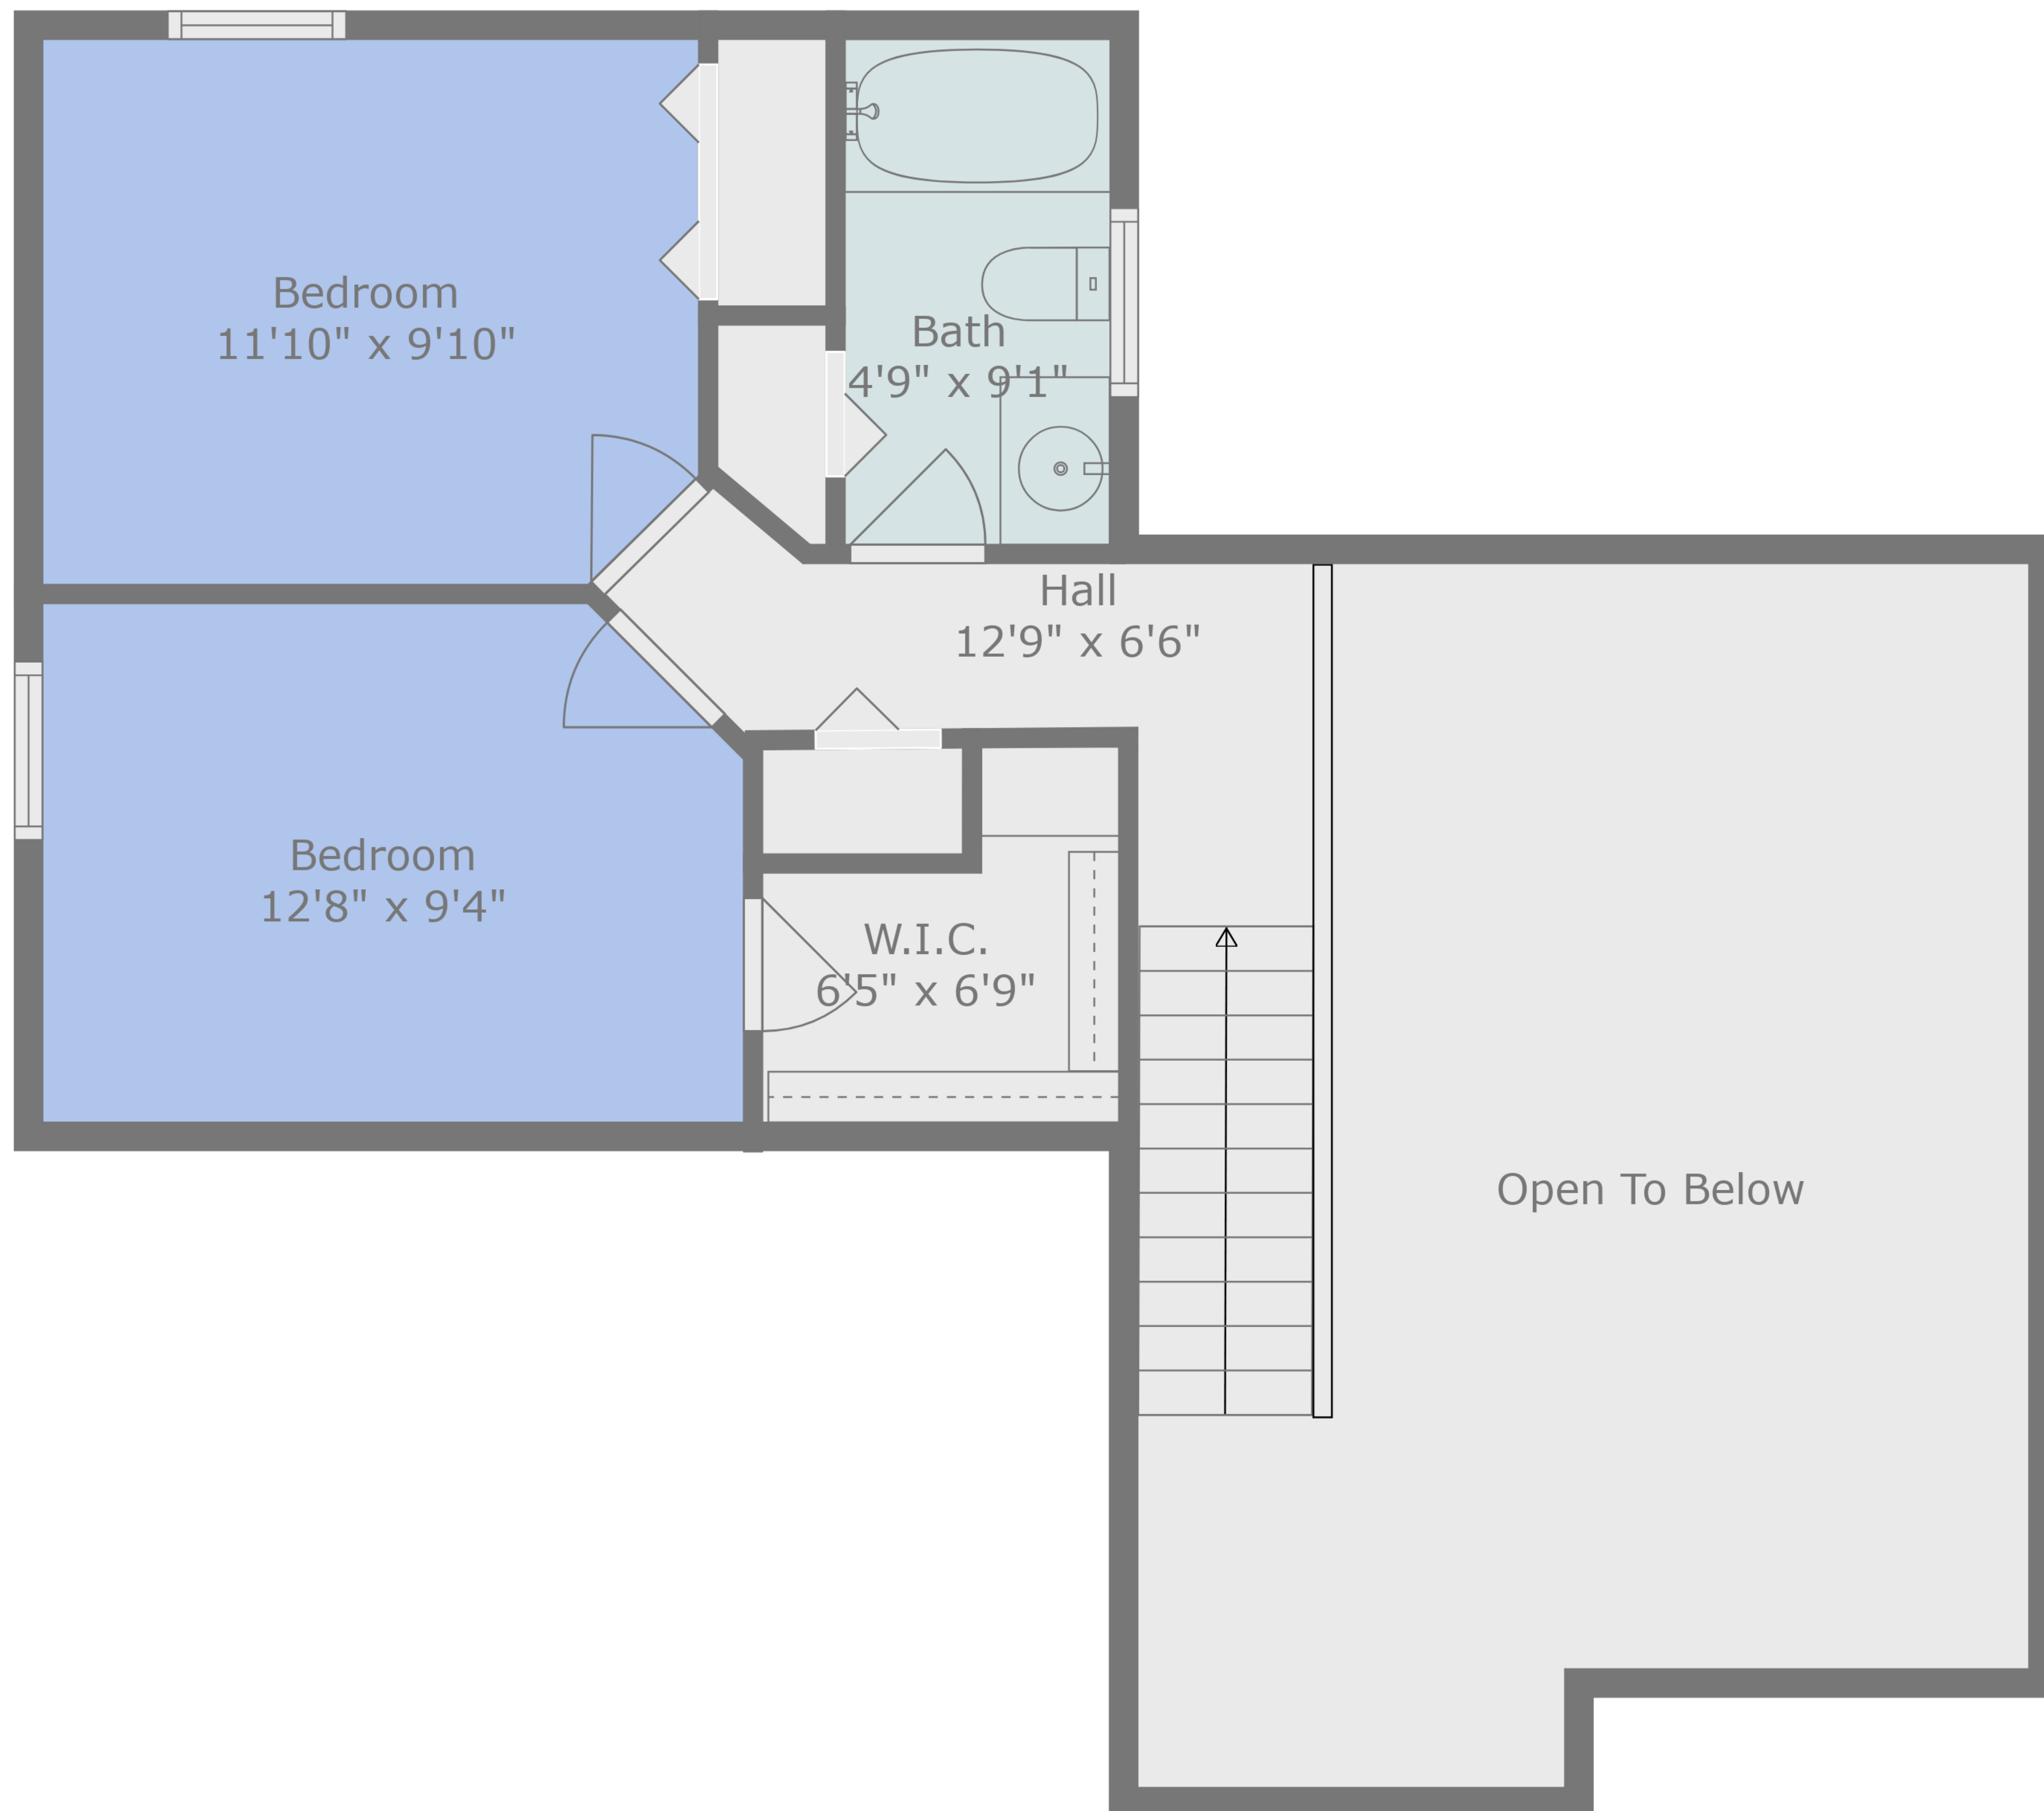 Bedroom
11'10" x 9'10"
Bath
4'9" x 9'1"
Hall
12'9" x 6'6"
Bedroom
12'8" x 9'4"
W.I.C.
6'5" x 6'9"
Open To Below